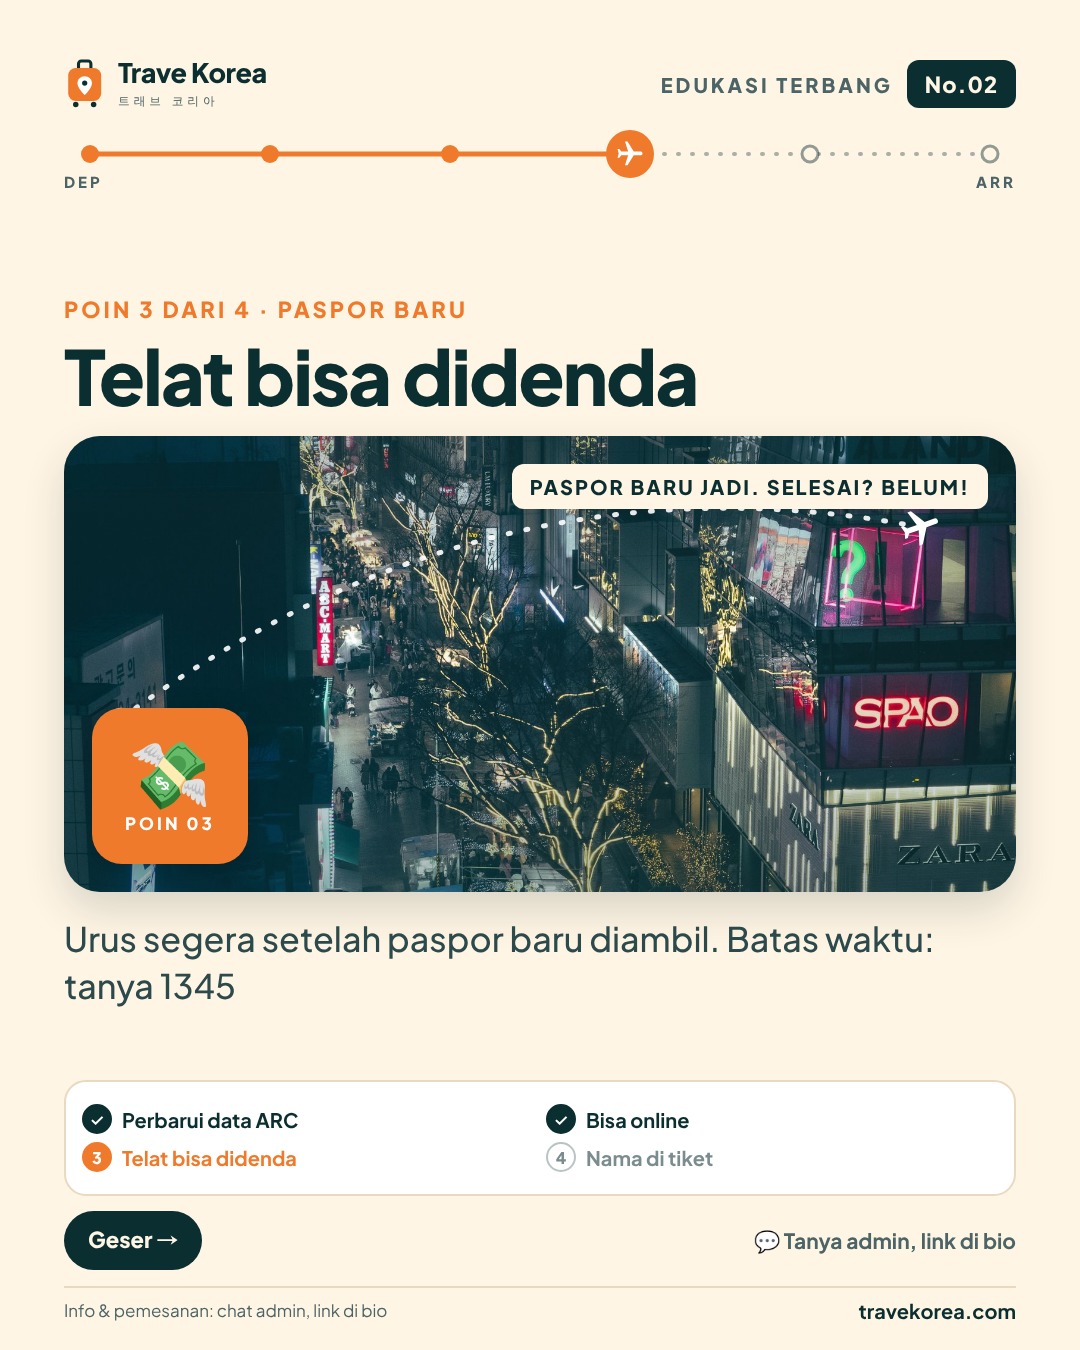 Trave Korea
트래브 코리아
EDUKASI TERBANG
No.02
DEP
ARR
POIN 3 DARI 4 · PASPOR BARU
Telat bisa didenda
PASPOR BARU JADI. SELESAI? BELUM!
?
ABC-MART
SPAO
ZARA
ZARA
POIN 03
Urus segera setelah paspor baru diambil. Batas waktu:
tanya 1345
Perbarui data ARC
Bisa online
3 Telat bisa didenda
4 Nama di tiket
Geser →
💬 Tanya admin, link di bio
Info & pemesanan: chat admin, link di bio
travekorea.com